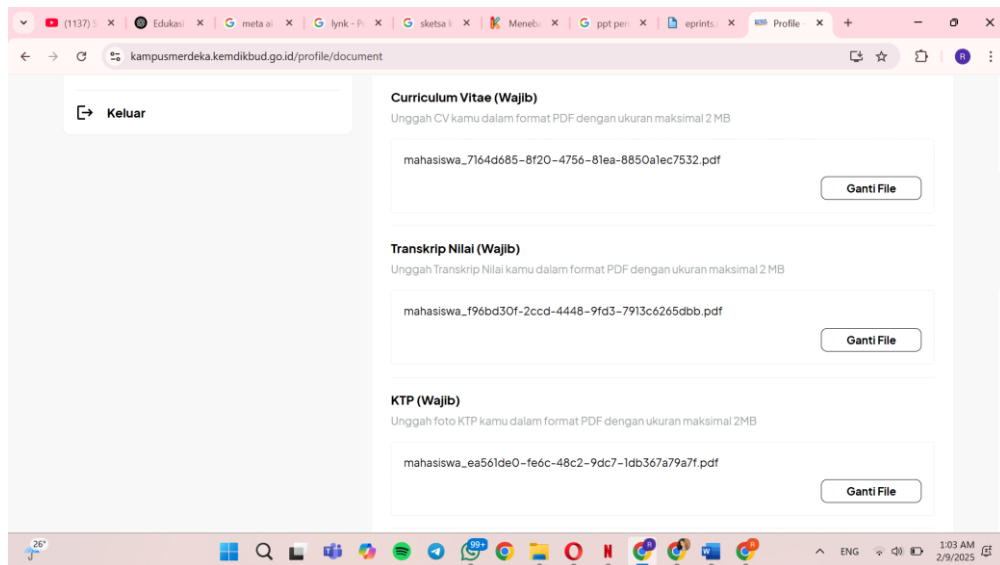 (1137) S
Edukasi
meta ai
lynk - P
sketsa
Meneb
ppt per
eprints.
Profile -
kampusmerdeka.kemdikbud.go.id/profile/document
R
Keluar
Curriculum Vitae (Wajib)
Unggah CV kamu dalam format PDF dengan ukuran maksimal 2 MB
mahasiswa_7164d685-8f20-4756-81ea-8850a1ec7532.pdf
Ganti File
Transkrip Nilai (Wajib)
Unggah Transkrip Nilai kamu dalam format PDF dengan ukuran maksimal 2 MB
mahasiswa_f96bd30f-2ccd-4448-9fd3-7913c6265dbb.pdf
Ganti File
KTP (Wajib)
Unggah foto KTP kamu dalam format PDF dengan ukuran maksimal 2MB
mahasiswa_ea561de0-fe6c-48c2-9dc7-1db367a79a7f.pdf
Ganti File
26°
99+
ENG
1:03 AM
2/9/2025